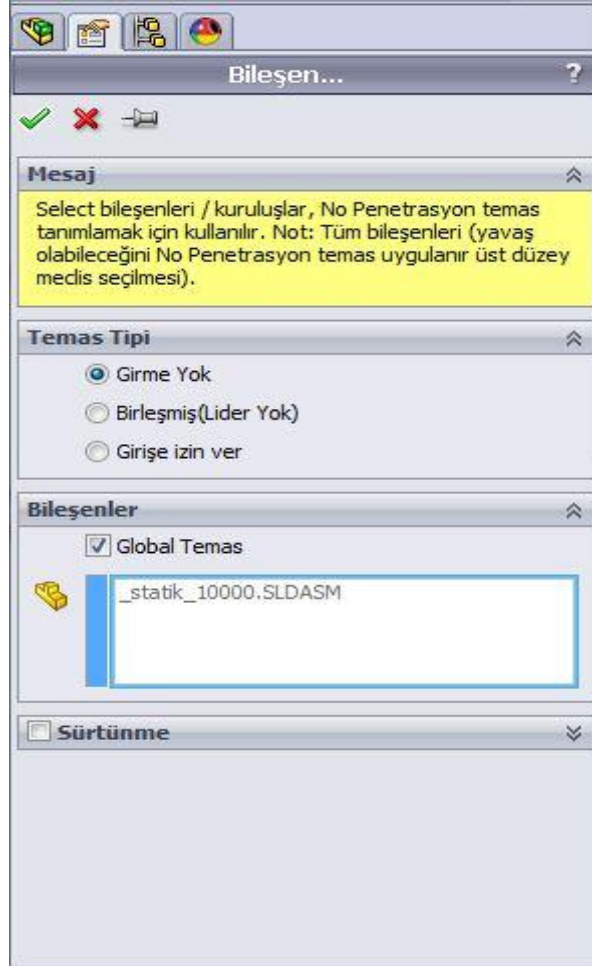 Bileşen...
?
Mesaj
Select bileşenleri / kuruluşlar, No Penetrasyon temas
tanımlamak için kullanılır. Not: Tüm bileşenleri (yavaş
olabileceğini No Penetrasyon temas uygulanır üst düzey
meclis seçilmesi).
Temas Tipi
Girme Yok
Birleşmiş(Lider Yok)
Girişe izin ver
Bileşenler
Global Temas
_statik_10000.SLDASM
Sürtünme